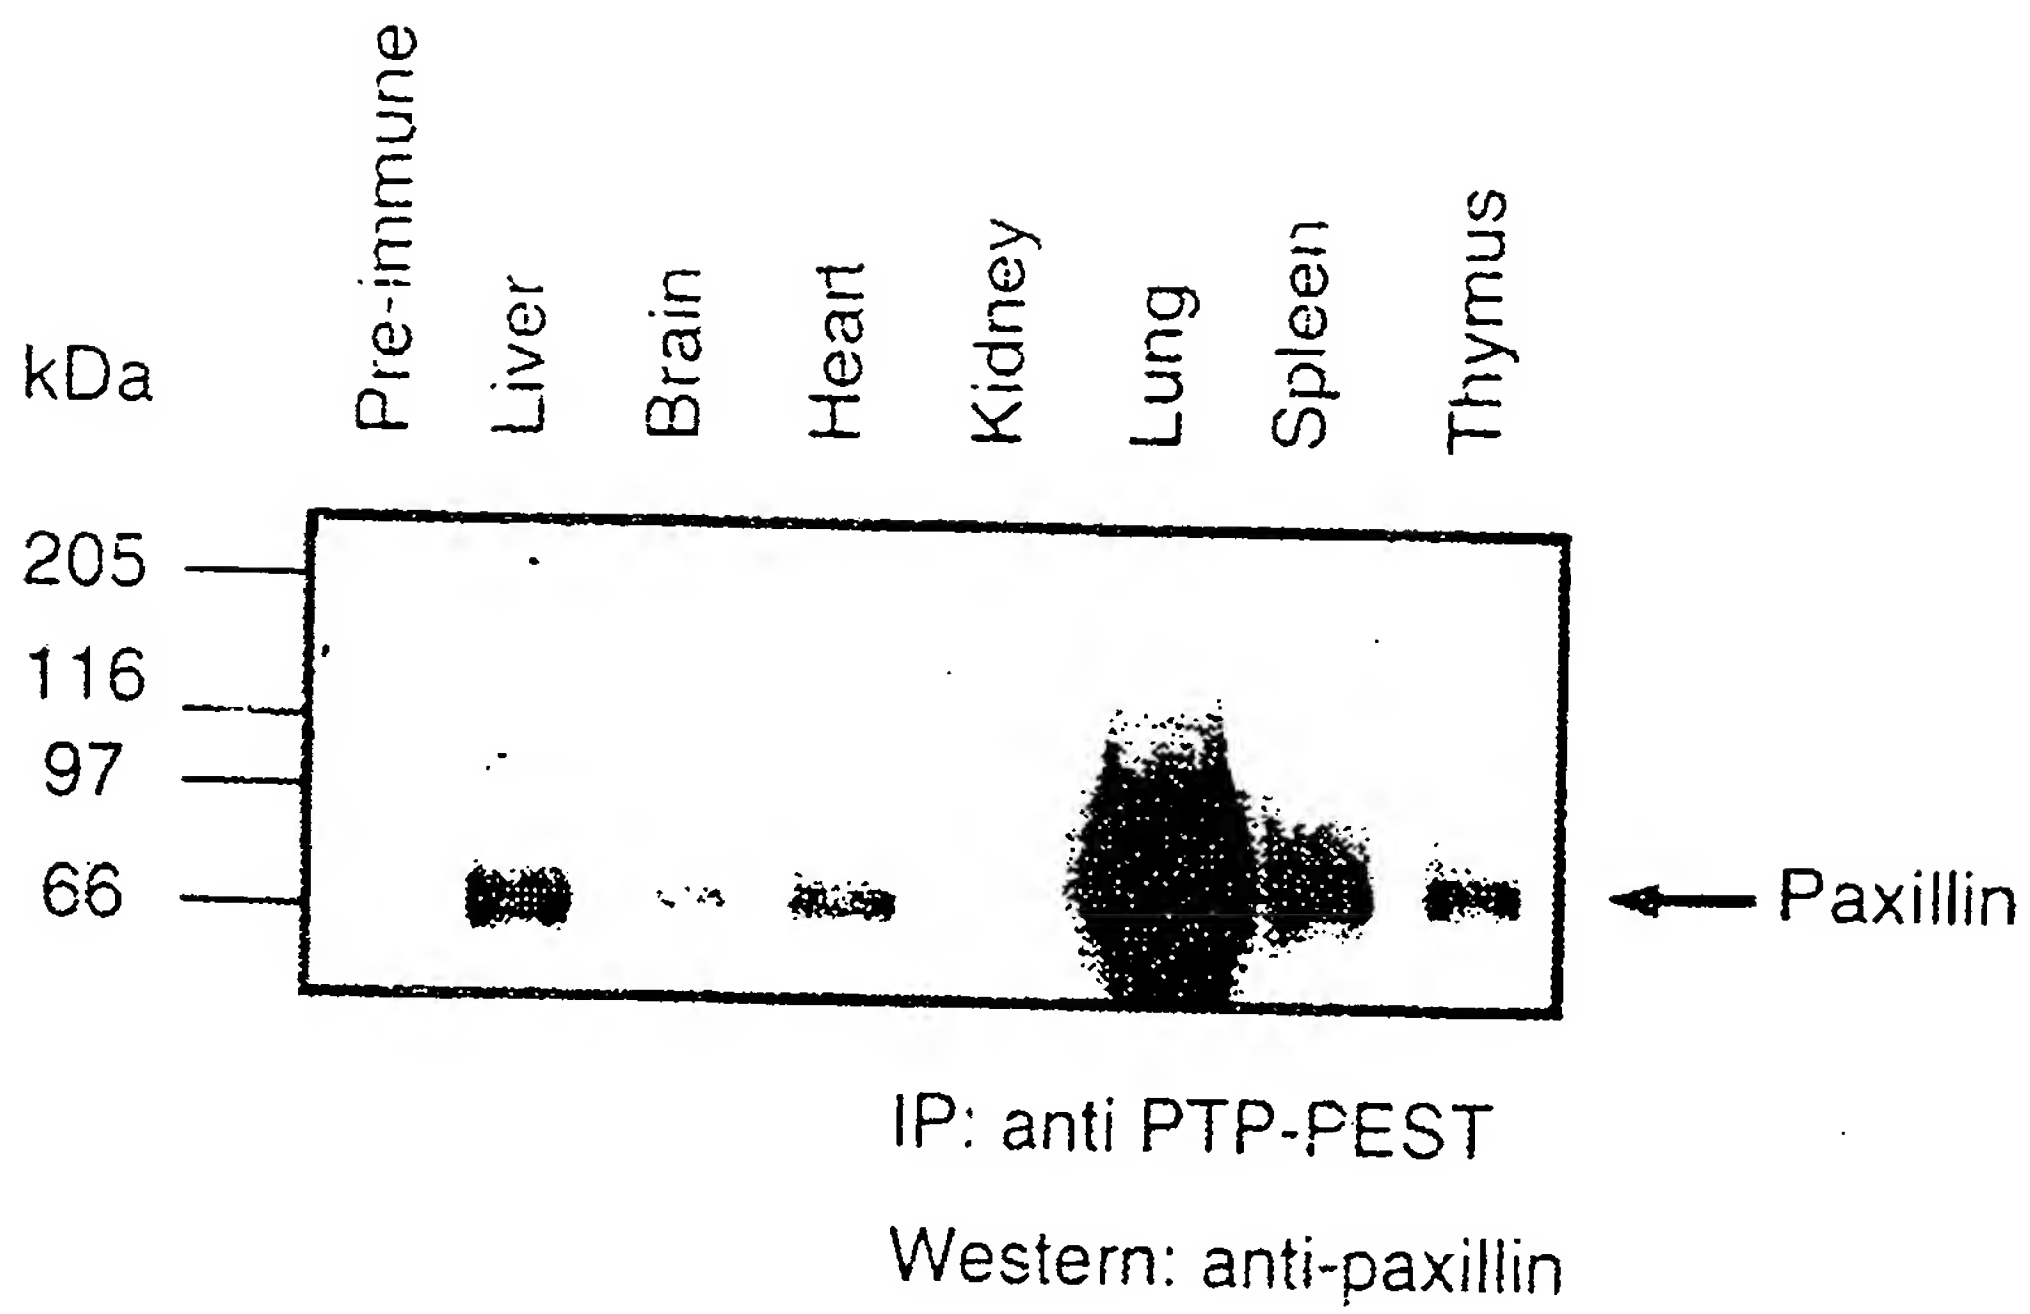 Pre-immune
Liver
Brain
Heart
Kidney
Lung
Spleen
Thymus
kDa
205
116
97
66
Paxillin
IP: anti PTP-PEST
Western: anti-paxillin